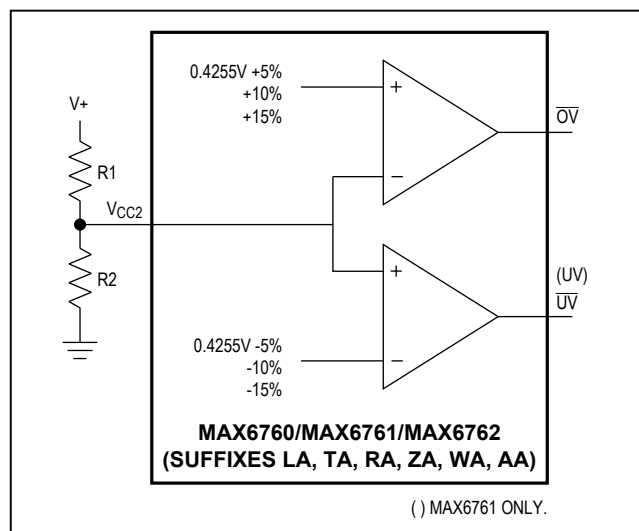 0.4255V +5%
+10%
+15%
+
−
OV
V+
R1
VCC2
R2
+
−
(UV)
UV
0.4255V -5%
-10%
-15%
MAX6760/MAX6761/MAX6762
(SUFFIXES LA, TA, RA, ZA, WA, AA)
( ) MAX6761 ONLY.